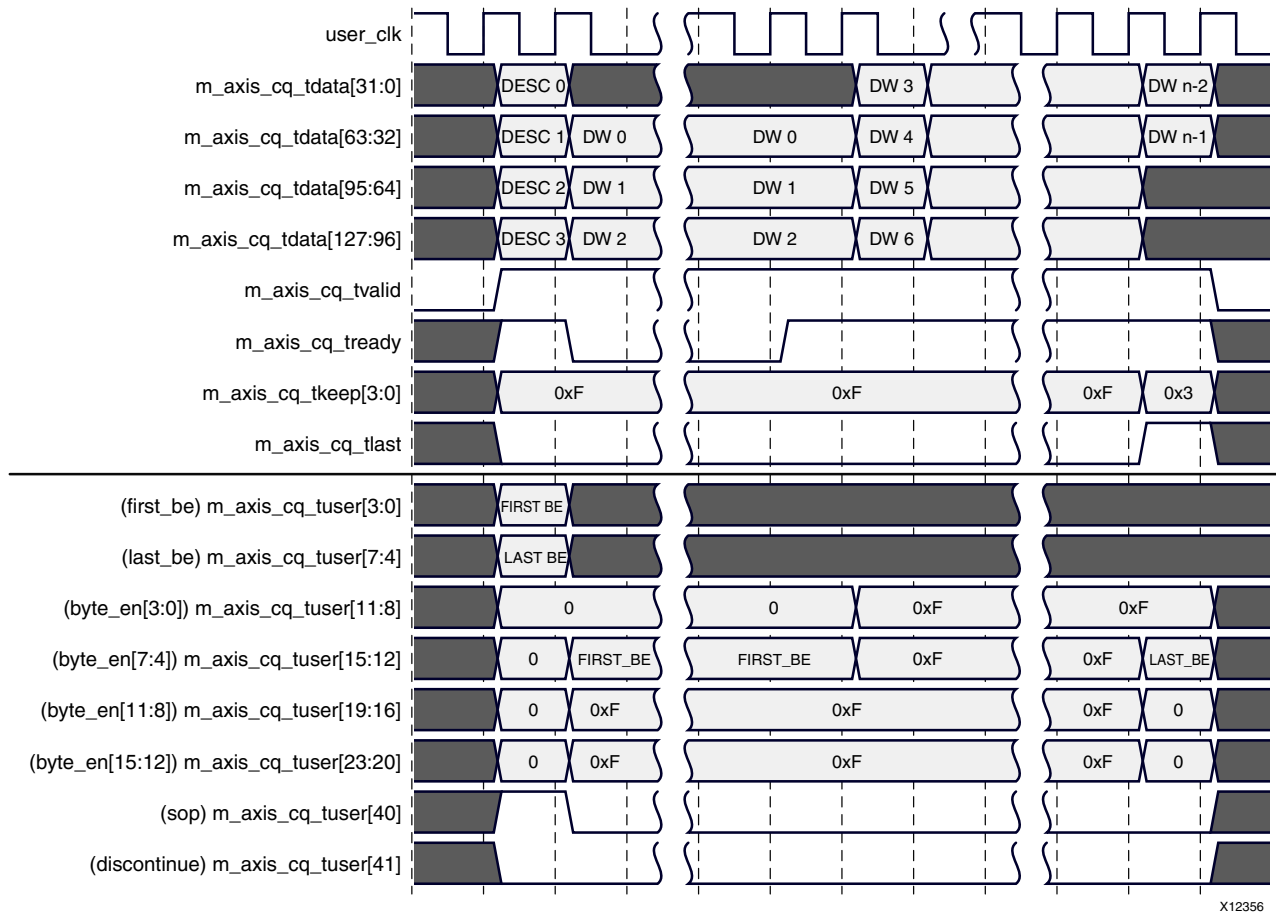 user_clk
m_axis_cq_tdata[31:0] DESC 0 DW 3 DW n-2
m_axis_cq_tdata[63:32] DESC 1 DW 0 DW 0 DW 4 DW n-1
m_axis_cq_tdata[95:64] DESC 2 DW 1 DW 1 DW 5
m_axis_cq_tdata[127:96] DESC 3 DW 2 DW 2 DW 6
m_axis_cq_tvalid
m_axis_cq_tready
m_axis_cq_tkeep[3:0] 0xF 0xF 0xF 0x3
m_axis_cq_tlast
(first_be) m_axis_cq_tuser[3:0] FIRST BE
(last_be) m_axis_cq_tuser[7:4] LAST BE
(byte_en[3:0]) m_axis_cq_tuser[11:8] 0 0 0xF 0xF
(byte_en[7:4]) m_axis_cq_tuser[15:12] 0 FIRST_BE FIRST_BE 0xF 0xF LAST_BE
(byte_en[11:8]) m_axis_cq_tuser[19:16] 0 0xF 0xF 0xF 0
(byte_en[15:12]) m_axis_cq_tuser[23:20] 0 0xF 0xF 0xF 0
(sop) m_axis_cq_tuser[40]
(discontinue) m_axis_cq_tuser[41]
X12356